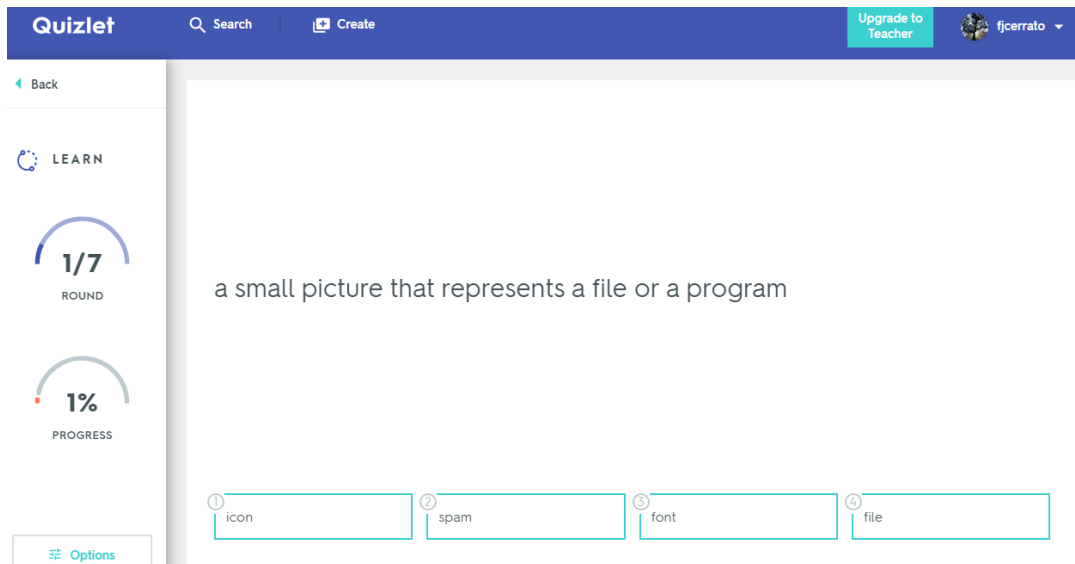 Quizlet
Search
Create
Upgrade to
Teacher
fjcerrato
Back
LEARN
1/7
ROUND
1%
PROGRESS
Options
a small picture that represents a file or a program
1 icon
2 spam
3 font
4 file